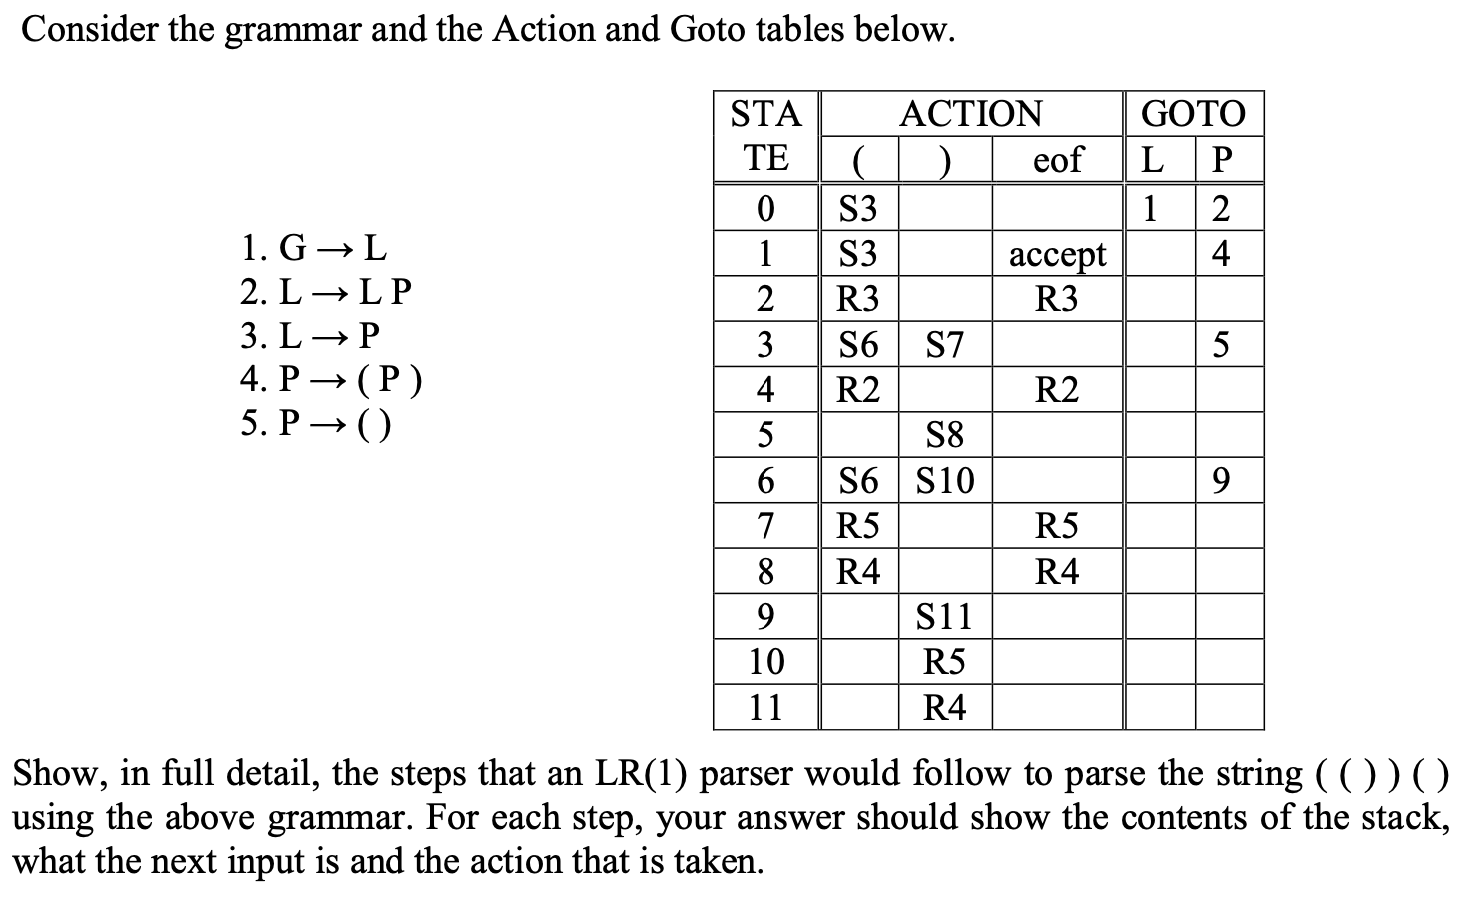 Consider the grammar and the Action and Goto tables below.
1. G → L
2. L → L P
3. L → P
4. P → ( P )
5. P → ( )
STA TE ACTION GOTO
( ) eof L P
0 S3 1 2
1 S3 accept 4
2 R3 R3
3 S6 S7 5
4 R2 R2
5 S8
6 S6 S10 9
7 R5 R5
8 R4 R4
9 S11
10 R5
11 R4
Show, in full detail, the steps that an LR(1) parser would follow to parse the string ( ( ) ) ( )
using the above grammar. For each step, your answer should show the contents of the stack,
what the next input is and the action that is taken.